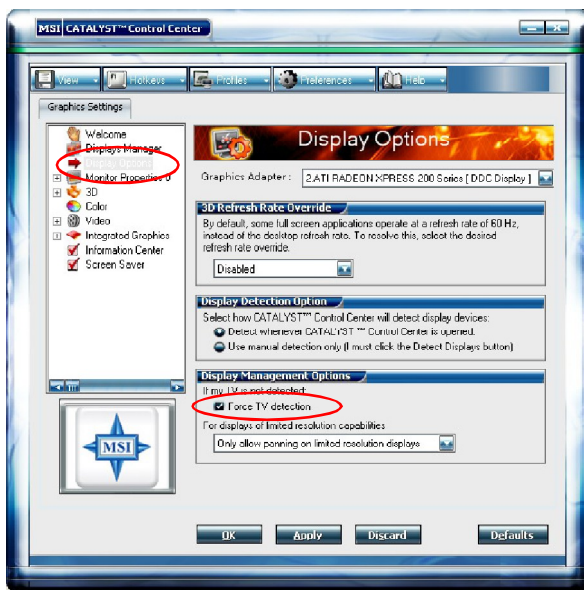 MSI CATALYST™ Control Center
View Hotkeys Profiles Preferences Help
Graphics Settings
Welcome
Displays Manager
Display Options
Monitor Properties 0
3D
Color
Video
Integrated Graphics
Information Center
Screen Saver
MSI
Display Options
Graphics Adapter: 2.ATI RADEON XPRESS 200 Series [ DDC Display ]
3D Refresh Rate Override
By default, some full screen applications operate at a refresh rate of 60 Hz,
instead of the desktop refresh rate. To resolve this, select the desired
refresh rate override.
Disabled
Display Detection Option
Select how CATALYST™ Control Center will detect display devices:
Detect whenever CATALYST ™ Control Center is opened.
Use manual detection only (I must click the Detect Displays button)
Display Management Options
If my TV is not detected:
Force TV detection
For displays of limited resolution capabilities
Only allow panning on limited resolution displays
OK Apply Discard Defaults